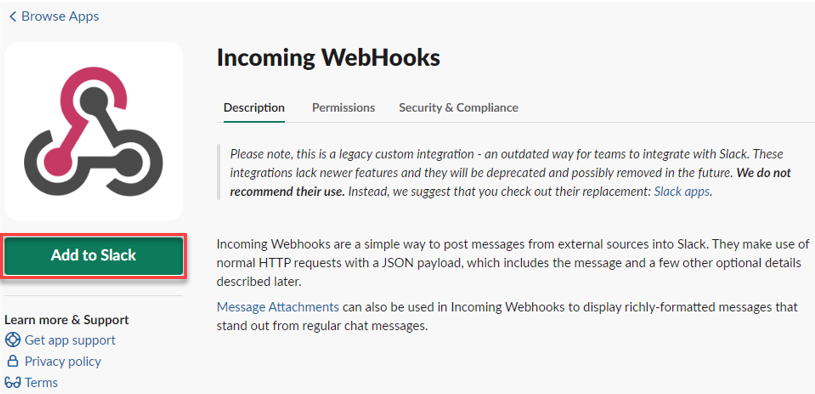 Browse Apps
Incoming WebHooks
Description Permissions Security & Compliance
Please note, this is a legacy custom integration - an outdated way for teams to integrate with Slack. These
integrations lack newer features and they will be deprecated and possibly removed in the future. We do not
recommend their use. Instead, we suggest that you check out their replacement: Slack apps.
Add to Slack
Incoming Webhooks are a simple way to post messages from external sources into Slack. They make use of
normal HTTP requests with a JSON payload, which includes the message and a few other optional details
described later.
Message Attachments can also be used in Incoming Webhooks to display richly-formatted messages that
stand out from regular chat messages.
Learn more & Support
Get app support
Privacy policy
Terms